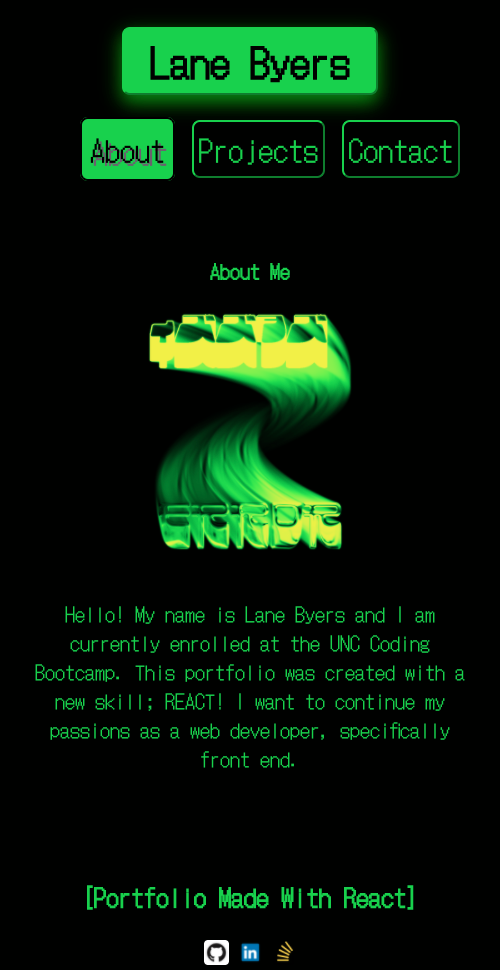 Lane Byers
About Projects Contact
About Me
Hello! My name is Lane Byers and I am
currently enrolled at the UNC Coding
Bootcamp. This portfolio was created with a
new skill; REACT! I want to continue my
passions as a web developer, specifically
front end.
[Portfolio Made With React]
in